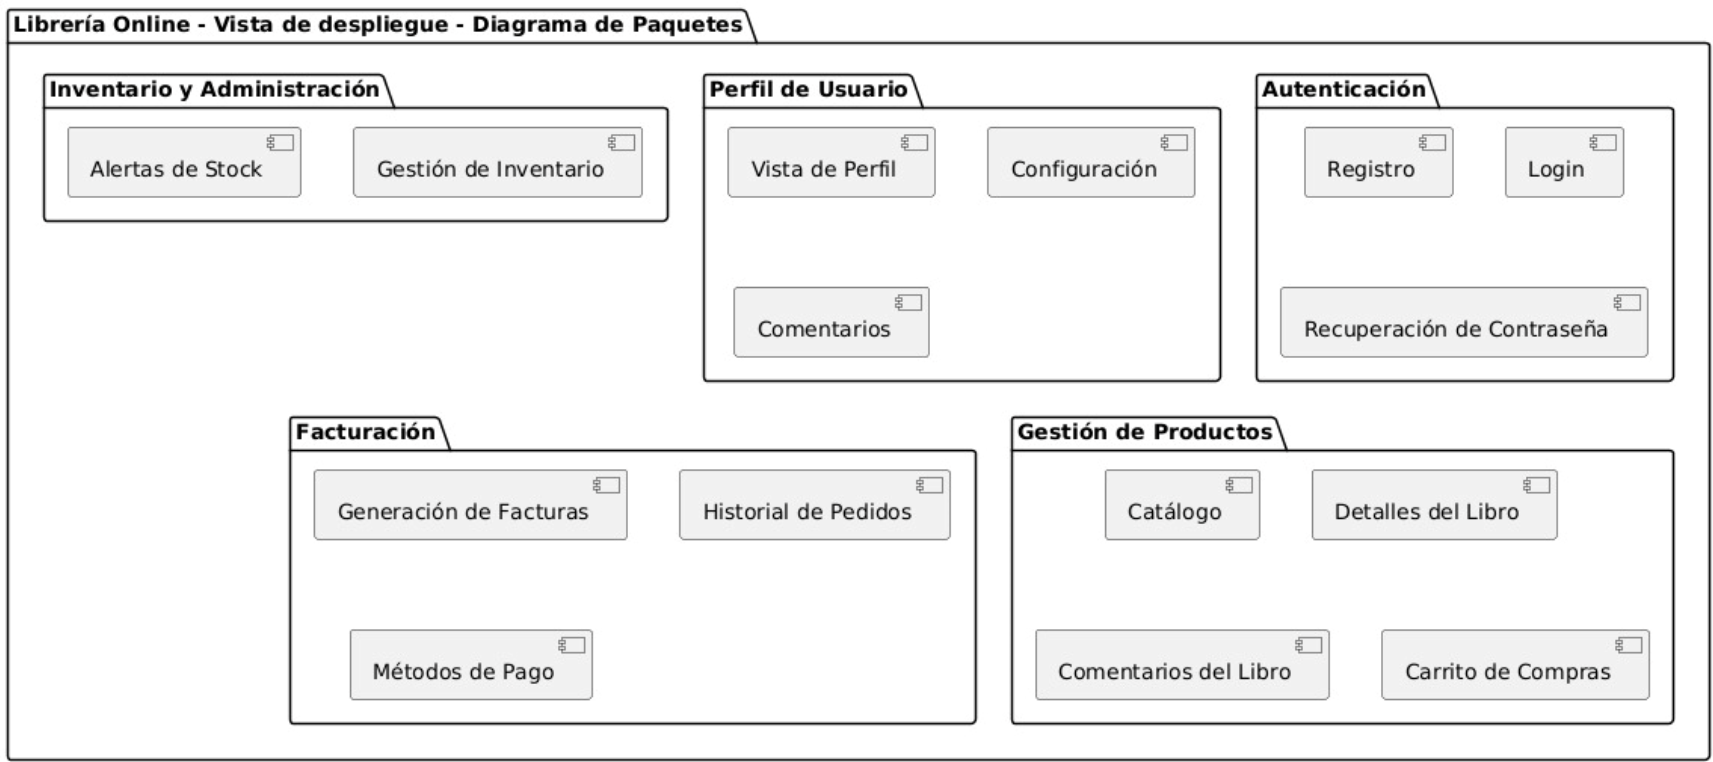 Librería Online - Vista de despliegue - Diagrama de Paquetes
Inventario y Administración
Alertas de Stock
Gestión de Inventario
Perfil de Usuario
Vista de Perfil
Configuración
Comentarios
Autenticación
Registro
Login
Recuperación de Contraseña
Facturación
Generación de Facturas
Historial de Pedidos
Métodos de Pago
Gestión de Productos
Catálogo
Detalles del Libro
Comentarios del Libro
Carrito de Compras